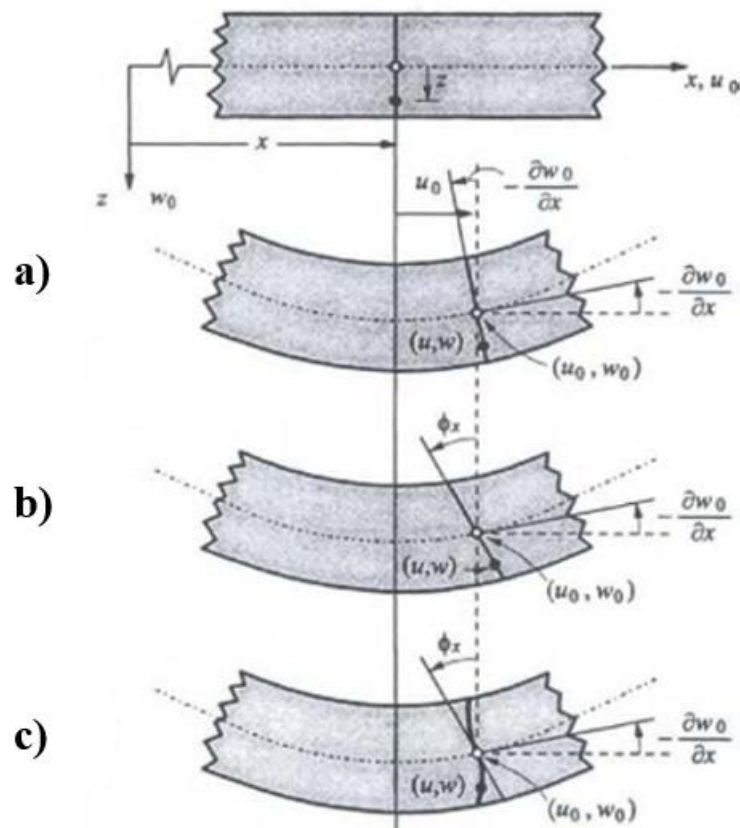 z
x, u₀
x
z w₀
u₀
− ∂w₀/∂x
a)
− ∂w₀/∂x
(u,w)
(u₀, w₀)
ϕₓ
b)
− ∂w₀/∂x
(u,w)
(u₀, w₀)
ϕₓ
c)
− ∂w₀/∂x
(u,w)
(u₀, w₀)